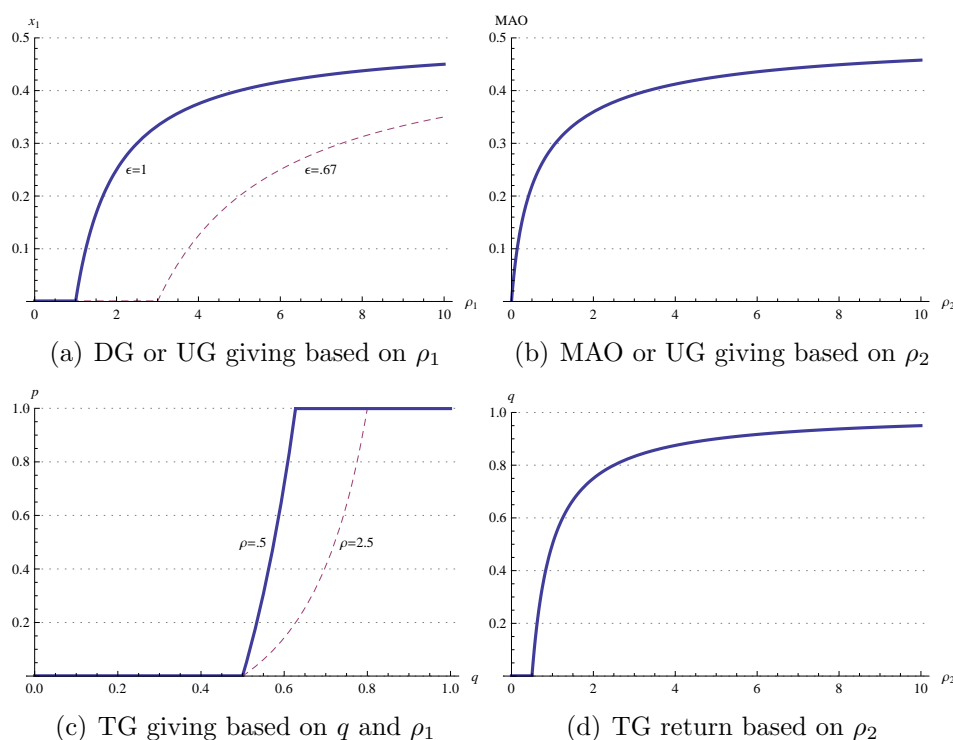 x₁
0.5
0.4
0.3
0.2
0.1
ϵ=1
ϵ=.67
0 2 4 6 8 10 ρ₁
(a) DG or UG giving based on ρ₁
MAO
0.5
0.4
0.3
0.2
0.1
0 2 4 6 8 10 ρ₂
(b) MAO or UG giving based on ρ₂
p
1.0
0.8
0.6
0.4
0.2
ρ=.5
ρ=2.5
0.0 0.2 0.4 0.6 0.8 1.0 q
(c) TG giving based on q and ρ₁
q
1.0
0.8
0.6
0.4
0.2
0 2 4 6 8 10 ρ₂
(d) TG return based on ρ₂